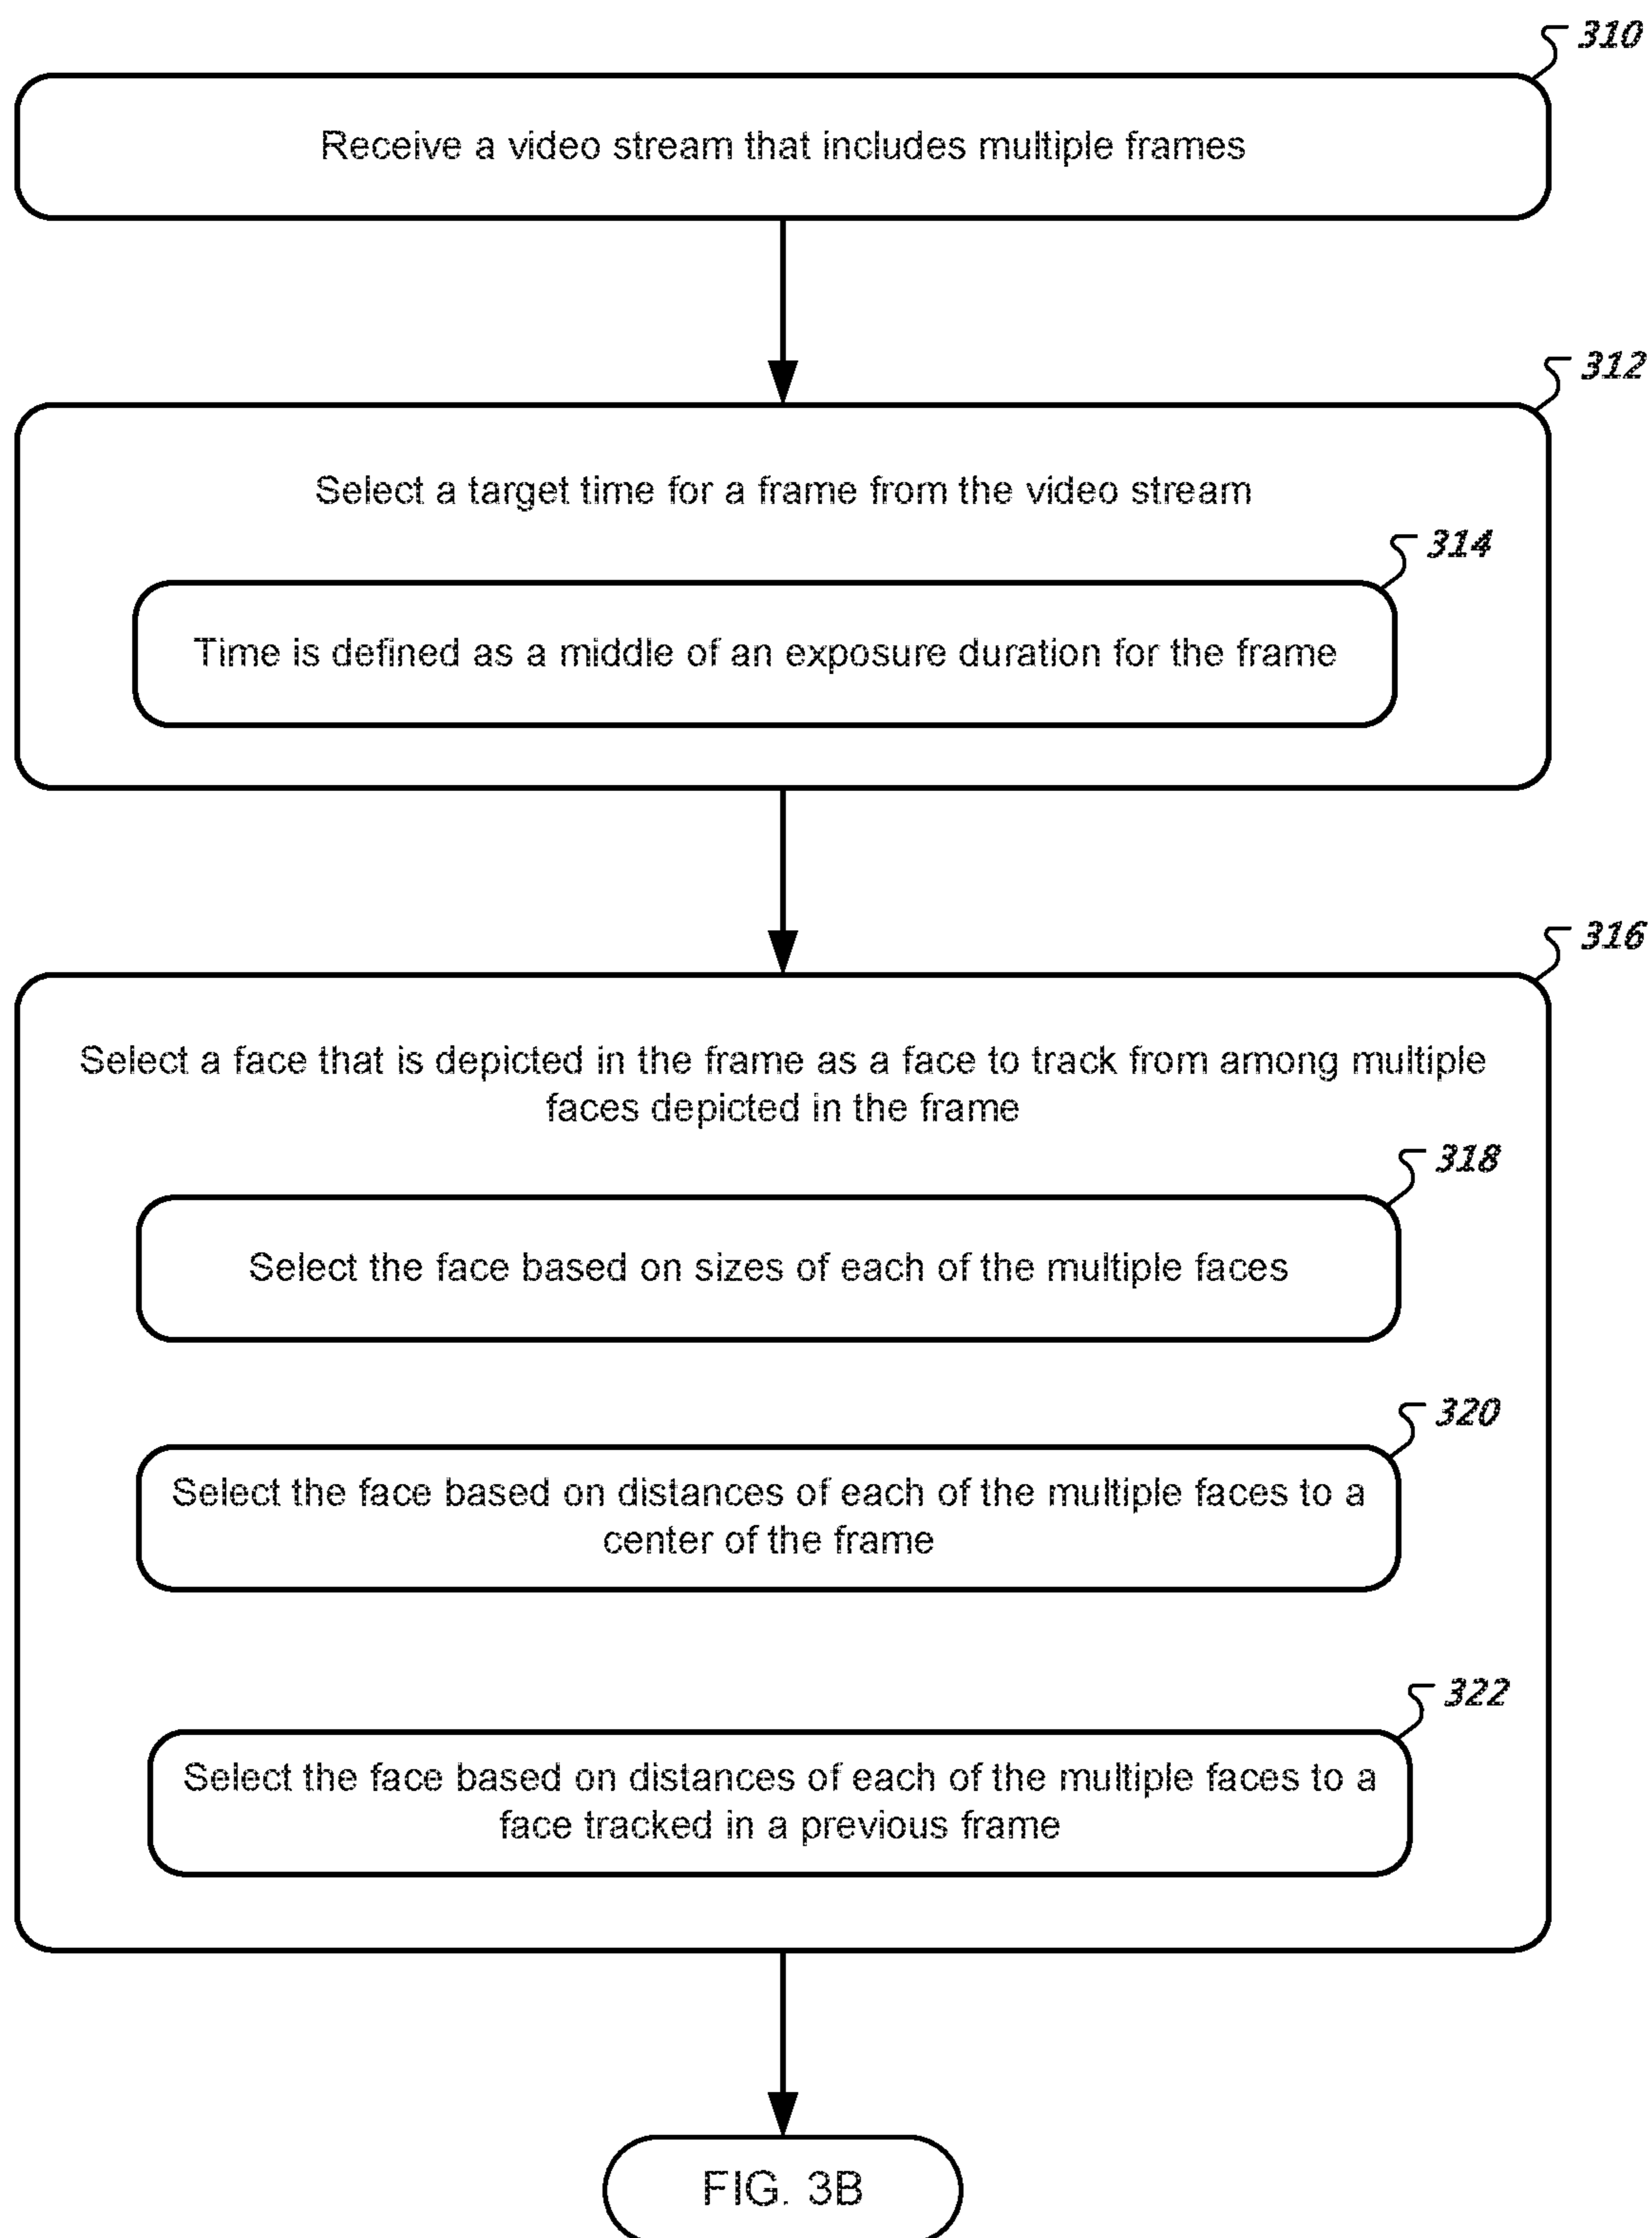 310
Receive a video stream that includes multiple frames
312
Select a target time for a frame from the video stream
314
Time is defined as a middle of an exposure duration for the frame
316
Select a face that is depicted in the frame as a face to track from among multiple
faces depicted in the frame
318
Select the face based on sizes of each of the multiple faces
320
Select the face based on distances of each of the multiple faces to a
center of the frame
322
Select the face based on distances of each of the multiple faces to a
face tracked in a previous frame
FIG. 3B